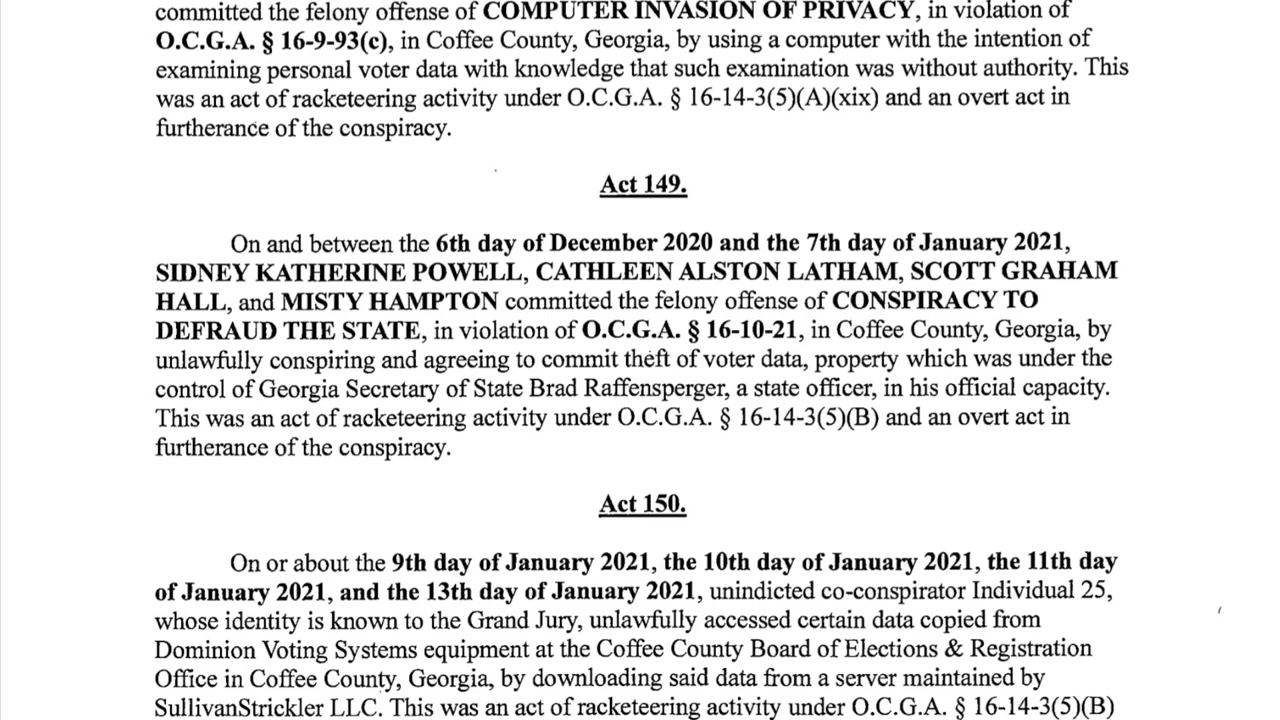 committed the felony offense of COMPUTER INVASION OF PRIVACY, in violation of
O.C.G.A. § 16-9-93(c), in Coffee County, Georgia, by using a computer with the intention of
examining personal voter data with knowledge that such examination was without authority. This
was an act of racketeering activity under O.C.G.A. § 16-14-3(5)(A)(xix) and an overt act in
furtherance of the conspiracy.
Act 149.
On and between the 6th day of December 2020 and the 7th day of January 2021,
SIDNEY KATHERINE POWELL, CATHLEEN ALSTON LATHAM, SCOTT GRAHAM
HALL, and MISTY HAMPTON committed the felony offense of CONSPIRACY TO
DEFRAUD THE STATE, in violation of O.C.G.A. § 16-10-21, in Coffee County, Georgia, by
unlawfully conspiring and agreeing to commit theft of voter data, property which was under the
control of Georgia Secretary of State Brad Raffensperger, a state officer, in his official capacity.
This was an act of racketeering activity under O.C.G.A. § 16-14-3(5)(B) and an overt act in
furtherance of the conspiracy.
Act 150.
On or about the 9th day of January 2021, the 10th day of January 2021, the 11th day
of January 2021, and the 13th day of January 2021, unindicted co-conspirator Individual 25,
whose identity is known to the Grand Jury, unlawfully accessed certain data copied from
Dominion Voting Systems equipment at the Coffee County Board of Elections & Registration
Office in Coffee County, Georgia, by downloading said data from a server maintained by
SullivanStrickler LLC. This was an act of racketeering activity under O.C.G.A. § 16-14-3(5)(B)